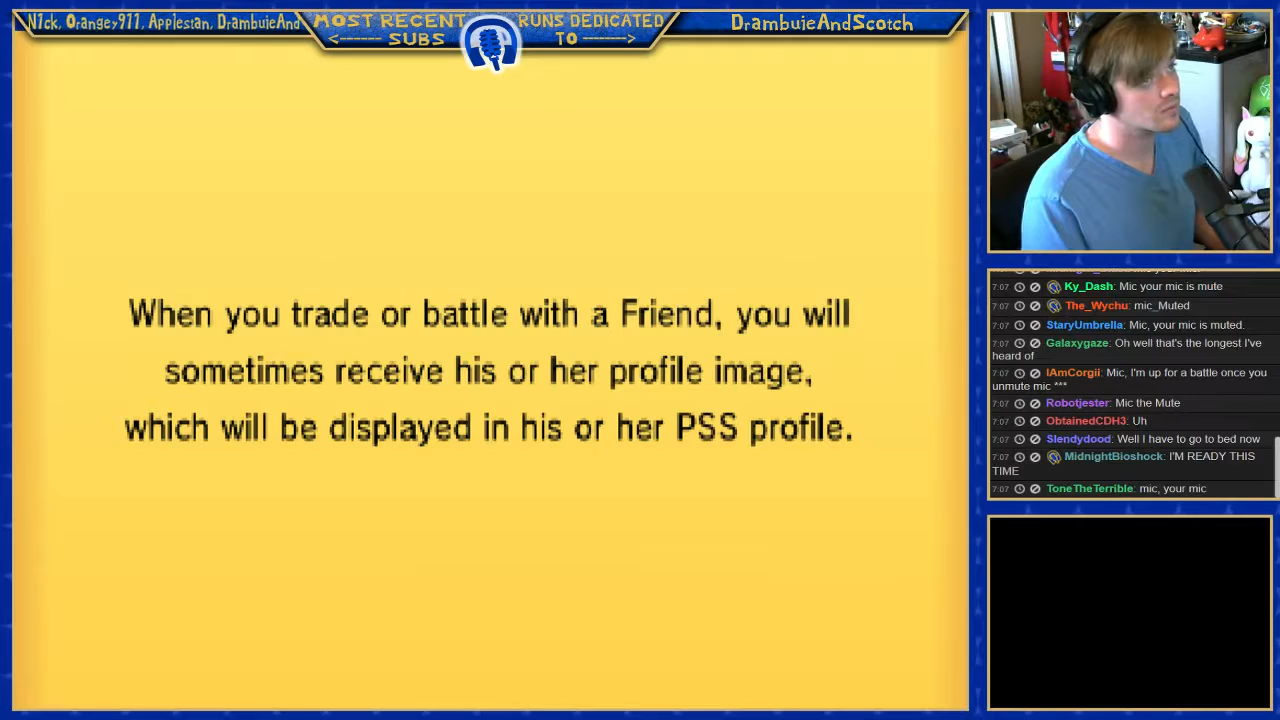 N1ck, Orangey911, Applestan, DrambuieAnd
MOST RECENT SUBS
<------
RUNS DEDICATED TO
------->
DrambuieAndScotch
When you trade or battle with a Friend, you will
sometimes receive his or her profile image,
which will be displayed in his or her PSS profile.
7:07 Ky_Dash: Mic your mic is mute
7:07 The_Wychu: mic_Muted
7:07 StaryUmbrella: Mic, your mic is muted.
7:07 Galaxygaze: Oh well that's the longest I've
heard of
7:07 IAmCorgii: Mic, I'm up for a battle once you
unmute mic ***
7:07 Robotjester: Mic the Mute
7:07 ObtainedCDH3: Uh
7:07 Slendydood: Well I have to go to bed now
7:07 MidnightBioshock: I'M READY THIS
TIME
7:07 ToneTheTerrible: mic, your mic